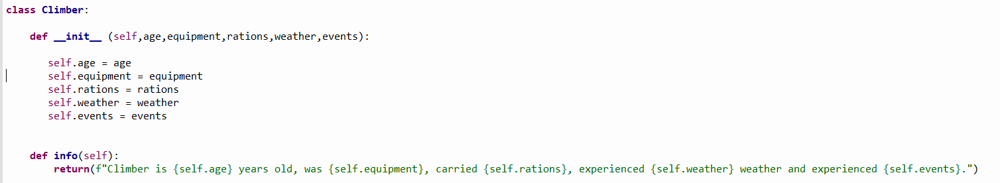 class Climber:
def __init__ (self,age,equipment,rations,weather,events):
self.age = age
self.equipment = equipment
self.rations = rations
self.weather = weather
self.events = events
def info(self):
return(f"Climber is {self.age} years old, was {self.equipment}, carried {self.rations}, experienced {self.weather} weather and experienced {self.events}.")